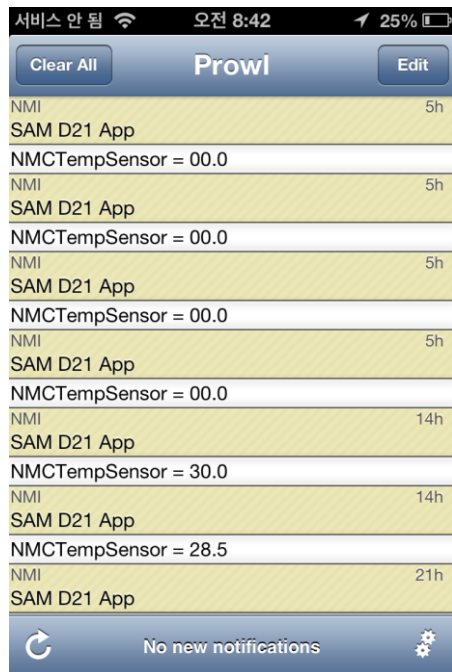 서비스 안 됨 오전 8:42 25%
Clear All Prowl Edit
NMI 5h
SAM D21 App
NMCTempSensor = 00.0
NMI 5h
SAM D21 App
NMCTempSensor = 00.0
NMI 5h
SAM D21 App
NMCTempSensor = 00.0
NMI 5h
SAM D21 App
NMCTempSensor = 00.0
NMI 14h
SAM D21 App
NMCTempSensor = 30.0
NMI 14h
SAM D21 App
NMCTempSensor = 28.5
NMI 21h
SAM D21 App
No new notifications